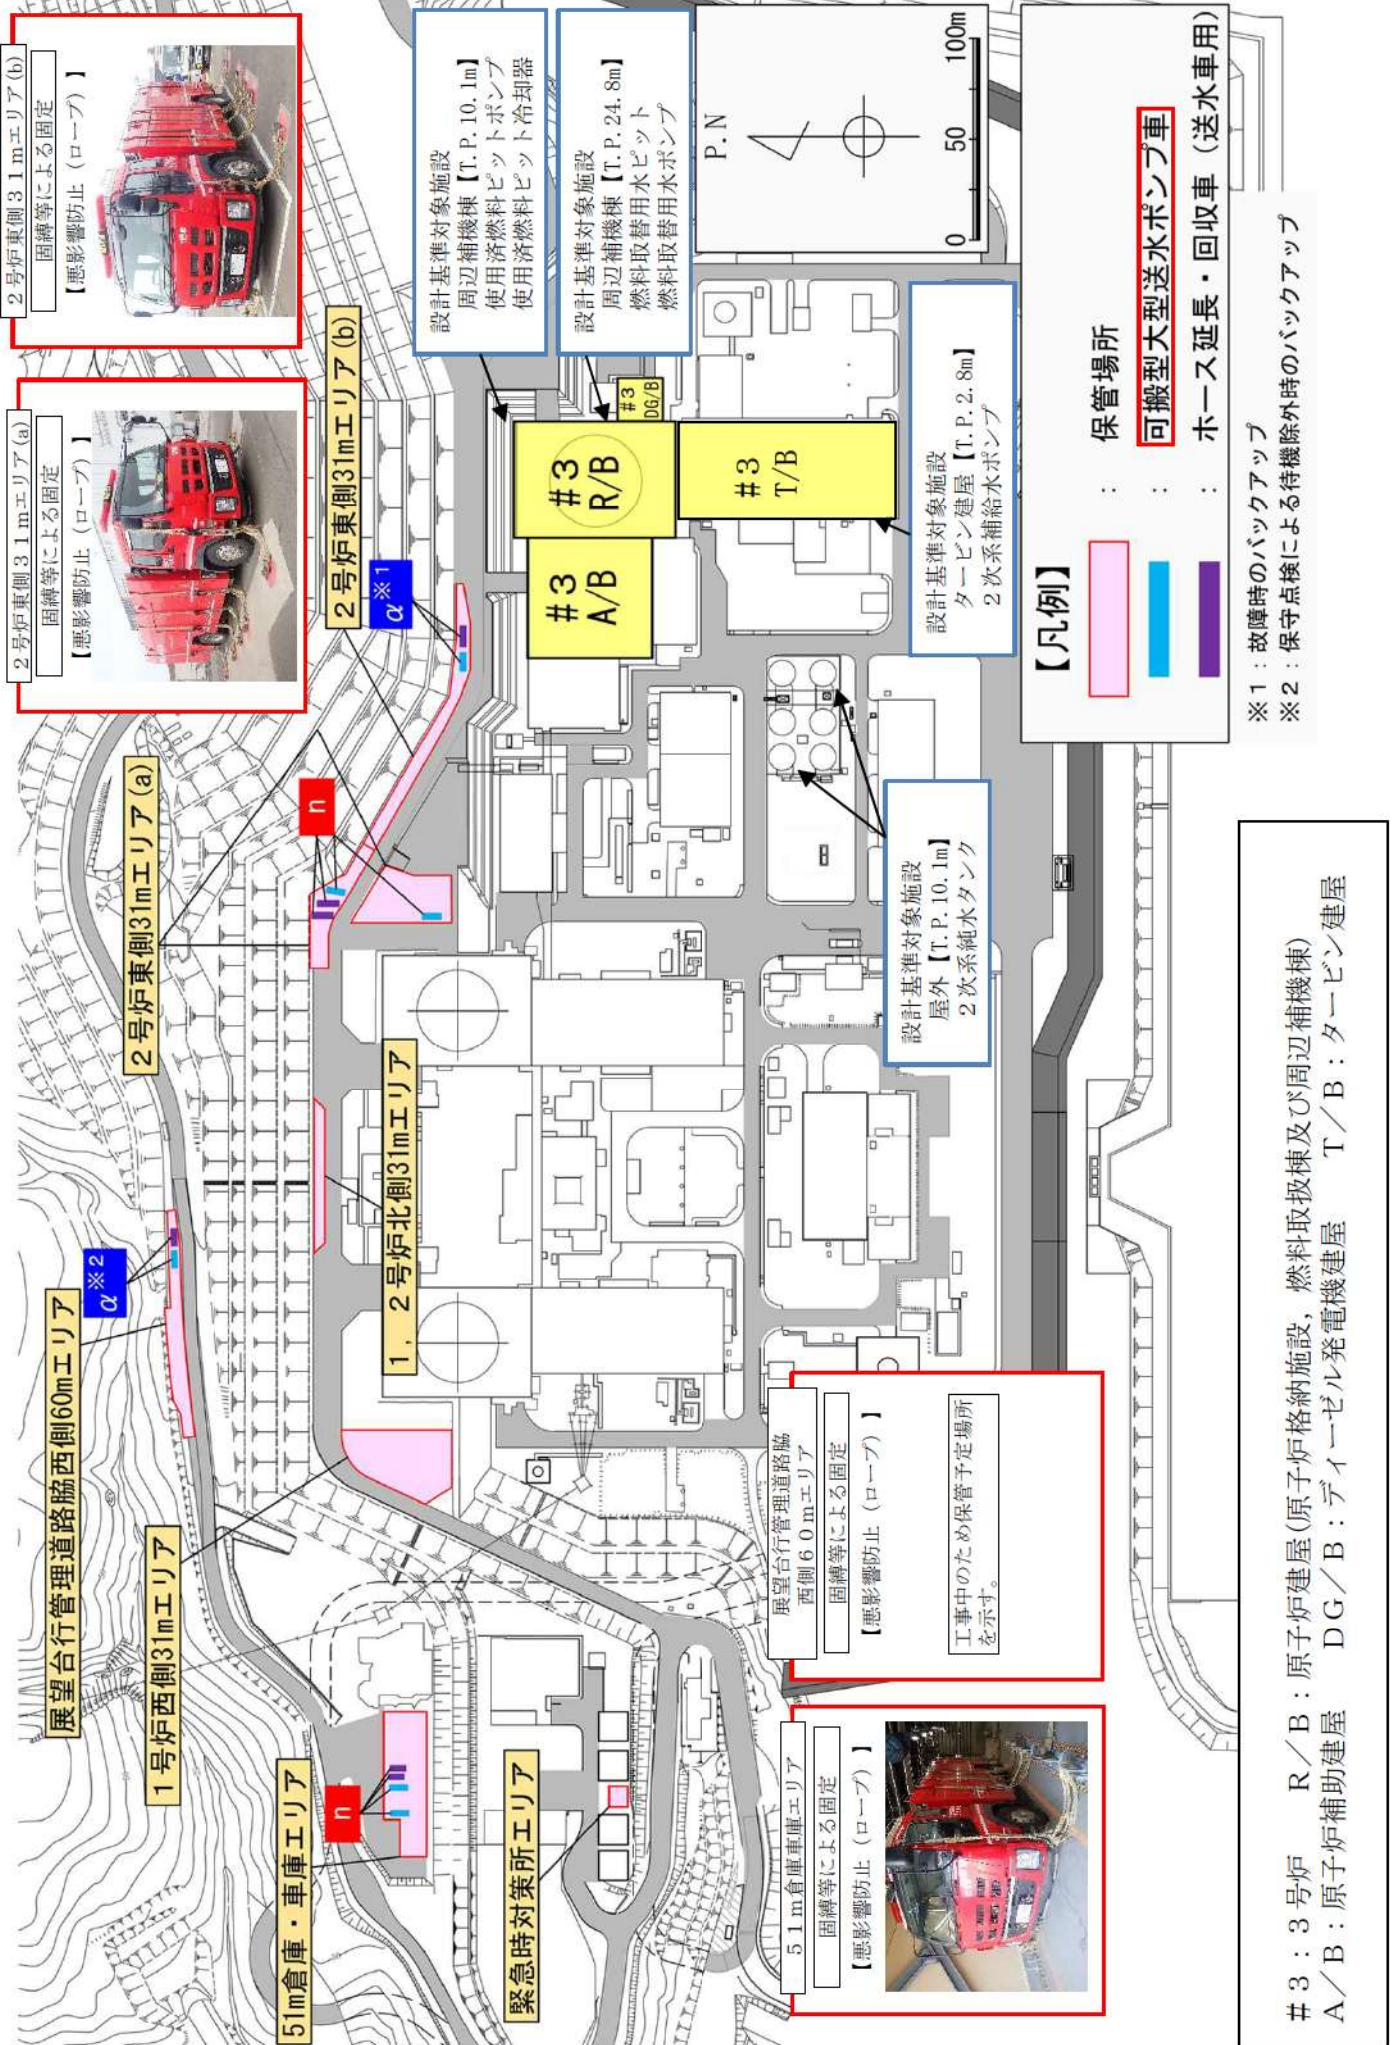 ２号炉東側３１ｍエリア(a)
固縛等による固定
【悪影響防止（ロープ）】
２号炉東側３１ｍエリア(b)
固縛等による固定
【悪影響防止（ロープ）】
展望台行管理道路脇西側60mエリア
α※2
2号炉東側31mエリア(a)
n
2号炉東側31mエリア(b)
α※1
設計基準対象施設
周辺補機棟【T.P.10.1m】
使用済燃料ピットポンプ
使用済燃料ピット冷却器
設計基準対象施設
周辺補機棟【T.P.24.8m】
燃料取替用水ピット
燃料取替用水ポンプ
1号炉西側31mエリア
1，2号炉北側31mエリア
51m倉庫・車庫エリア
n
緊急時対策所エリア
#3
R/B
#3
DG/B
#3
A/B
#3
T/B
P.N
0
50
100m
設計基準対象施設
タービン建屋【T.P.2.8m】
２次系補給水ポンプ
設計基準対象施設
屋外【T.P.10.1m】
２次系純水タンク
５１ｍ倉庫車庫エリア
固縛等による固定
【悪影響防止（ロープ）】
展望台行管理道路脇
西側６０ｍエリア
固縛等による固定
【悪影響防止（ロープ）】
工事中のため保管予定場所
を示す。
【凡例】
：保管場所
：可搬型大型送水ポンプ車
：ホース延長・回収車（送水車用）
※1：故障時のバックアップ
※2：保守点検による待機除外時のバックアップ
＃３：３号炉　Ｒ／Ｂ：原子炉建屋(原子炉格納施設，燃料取扱棟及び周辺補機棟)
Ａ／Ｂ：原子炉補助建屋　ＤＧ／Ｂ：ディーゼル発電機建屋　Ｔ／Ｂ：タービン建屋